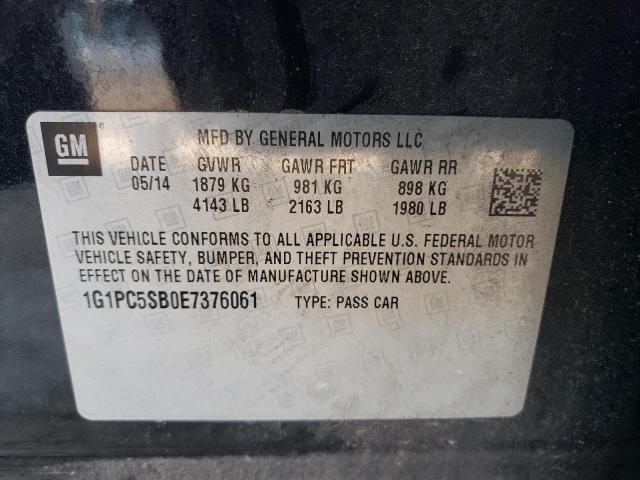 GM
MFD BY GENERAL MOTORS LLC
DATE GVWR GAWR FRT GAWR RR
05/14 1879 KG 981 KG 898 KG
4143 LB 2163 LB 1980 LB
THIS VEHICLE CONFORMS TO ALL APPLICABLE U.S. FEDERAL MOTOR
VEHICLE SAFETY, BUMPER, AND THEFT PREVENTION STANDARDS IN
EFFECT ON THE DATE OF MANUFACTURE SHOWN ABOVE.
1G1PC5SB0E7376061 TYPE: PASS CAR